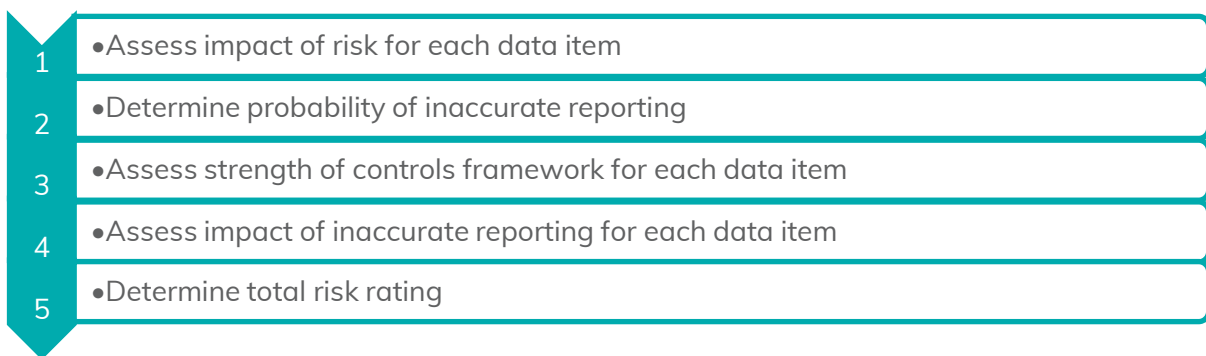 1
•Assess impact of risk for each data item
2
•Determine probability of inaccurate reporting
3
•Assess strength of controls framework for each data item
4
•Assess impact of inaccurate reporting for each data item
5
•Determine total risk rating